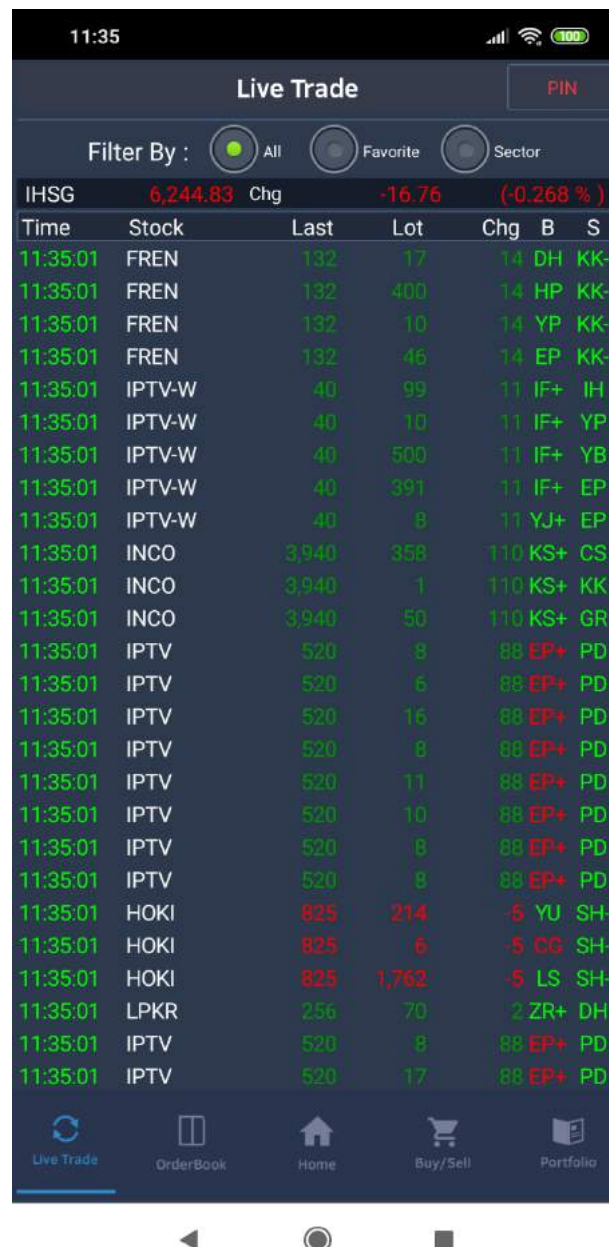 11:35
100
Live Trade PIN
Filter By : All Favorite Sector
IHSG 6,244.83 Chg -16.76 (-0.268 % )
Time Stock Last Lot Chg B S
11:35:01 FREN 132 17 14 DH KK-
11:35:01 FREN 132 400 14 HP KK-
11:35:01 FREN 132 10 14 YP KK-
11:35:01 FREN 132 46 14 EP KK-
11:35:01 IPTV-W 40 99 11 IF+ IH
11:35:01 IPTV-W 40 10 11 IF+ YP
11:35:01 IPTV-W 40 500 11 IF+ YB
11:35:01 IPTV-W 40 391 11 IF+ EP
11:35:01 IPTV-W 40 8 11 YJ+ EP
11:35:01 INCO 3,940 358 110 KS+ CS
11:35:01 INCO 3,940 1 110 KS+ KK
11:35:01 INCO 3,940 50 110 KS+ GR
11:35:01 IPTV 520 8 88 EP+ PD
11:35:01 IPTV 520 6 88 EP+ PD
11:35:01 IPTV 520 16 88 EP+ PD
11:35:01 IPTV 520 8 88 EP+ PD
11:35:01 IPTV 520 11 88 EP+ PD
11:35:01 IPTV 520 10 88 EP+ PD
11:35:01 IPTV 520 8 88 EP+ PD
11:35:01 IPTV 520 8 88 EP+ PD
11:35:01 HOKI 825 214 -5 YU SH-
11:35:01 HOKI 825 6 -5 CG SH-
11:35:01 HOKI 825 1,762 -5 LS SH-
11:35:01 LPKR 256 70 2 ZR+ DH
11:35:01 IPTV 520 8 88 EP+ PD
11:35:01 IPTV 520 17 88 EP+ PD
Live Trade OrderBook Home Buy/Sell Portfolio